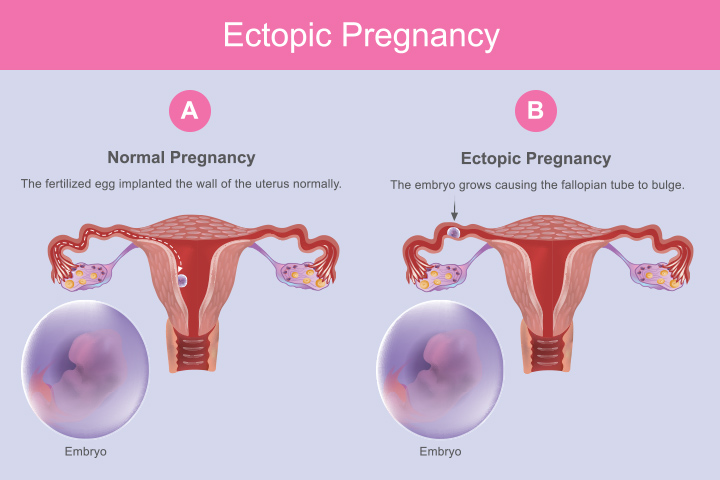 Ectopic Pregnancy
A
Normal Pregnancy
The fertilized egg implanted the wall of the uterus normally.
Embryo
B
Ectopic Pregnancy
The embryo grows causing the fallopian tube to bulge.
Embryo